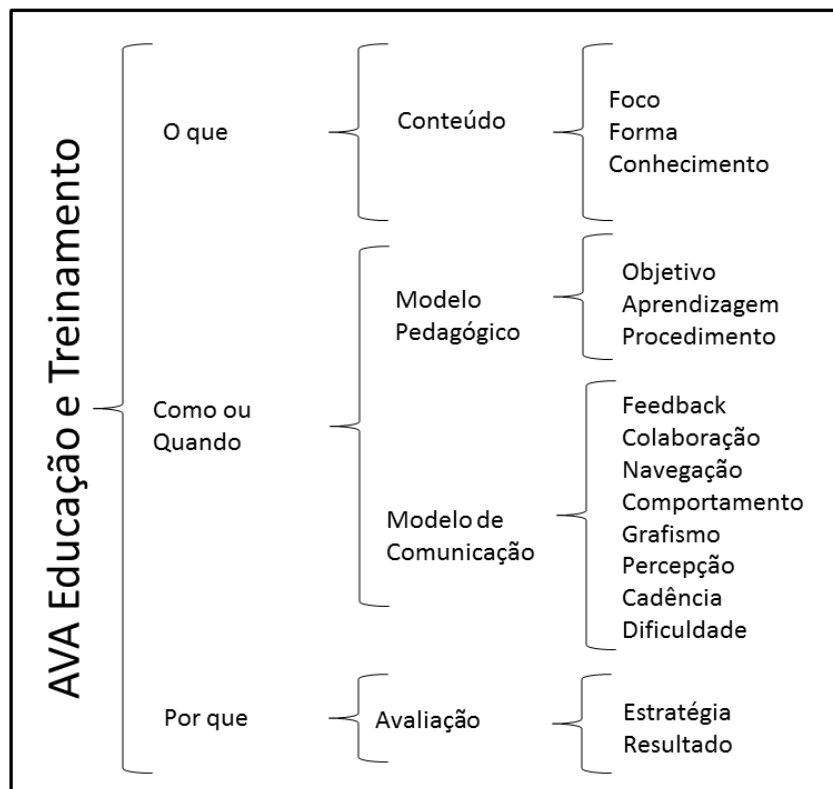 AVA Educação e Treinamento
O que
Conteúdo
Foco
Forma
Conhecimento
Como ou
Quando
Modelo
Pedagógico
Objetivo
Aprendizagem
Procedimento
Modelo de
Comunicação
Feedback
Colaboração
Navegação
Comportamento
Grafismo
Percepção
Cadência
Dificuldade
Por que
Avaliação
Estratégia
Resultado